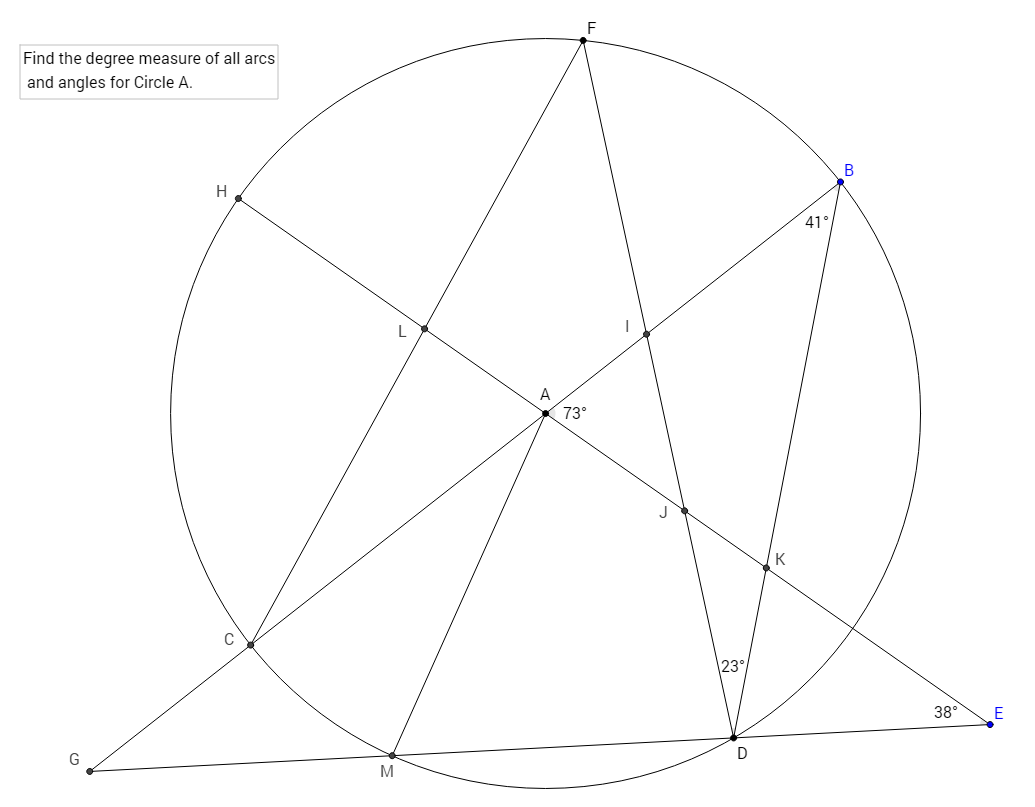 Find the degree measure of all arcs
and angles for Circle A.
F
B
H
41°
I
L
A
73°
J
K
C
23°
38°
E
G
M
D